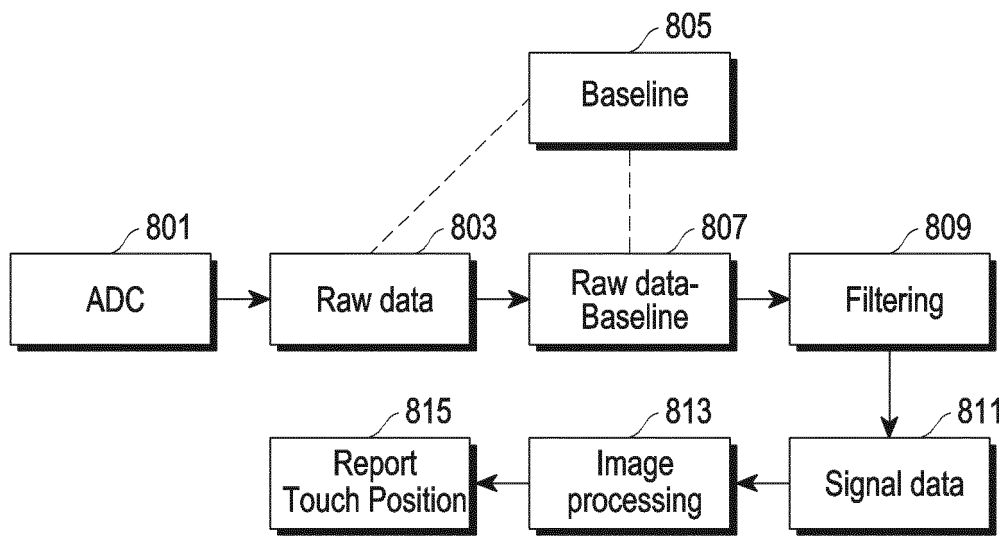 805
Baseline
801
ADC
803
Raw data
807
Raw data-
Baseline
809
Filtering
815
Report
Touch Position
813
Image
processing
811
Signal data